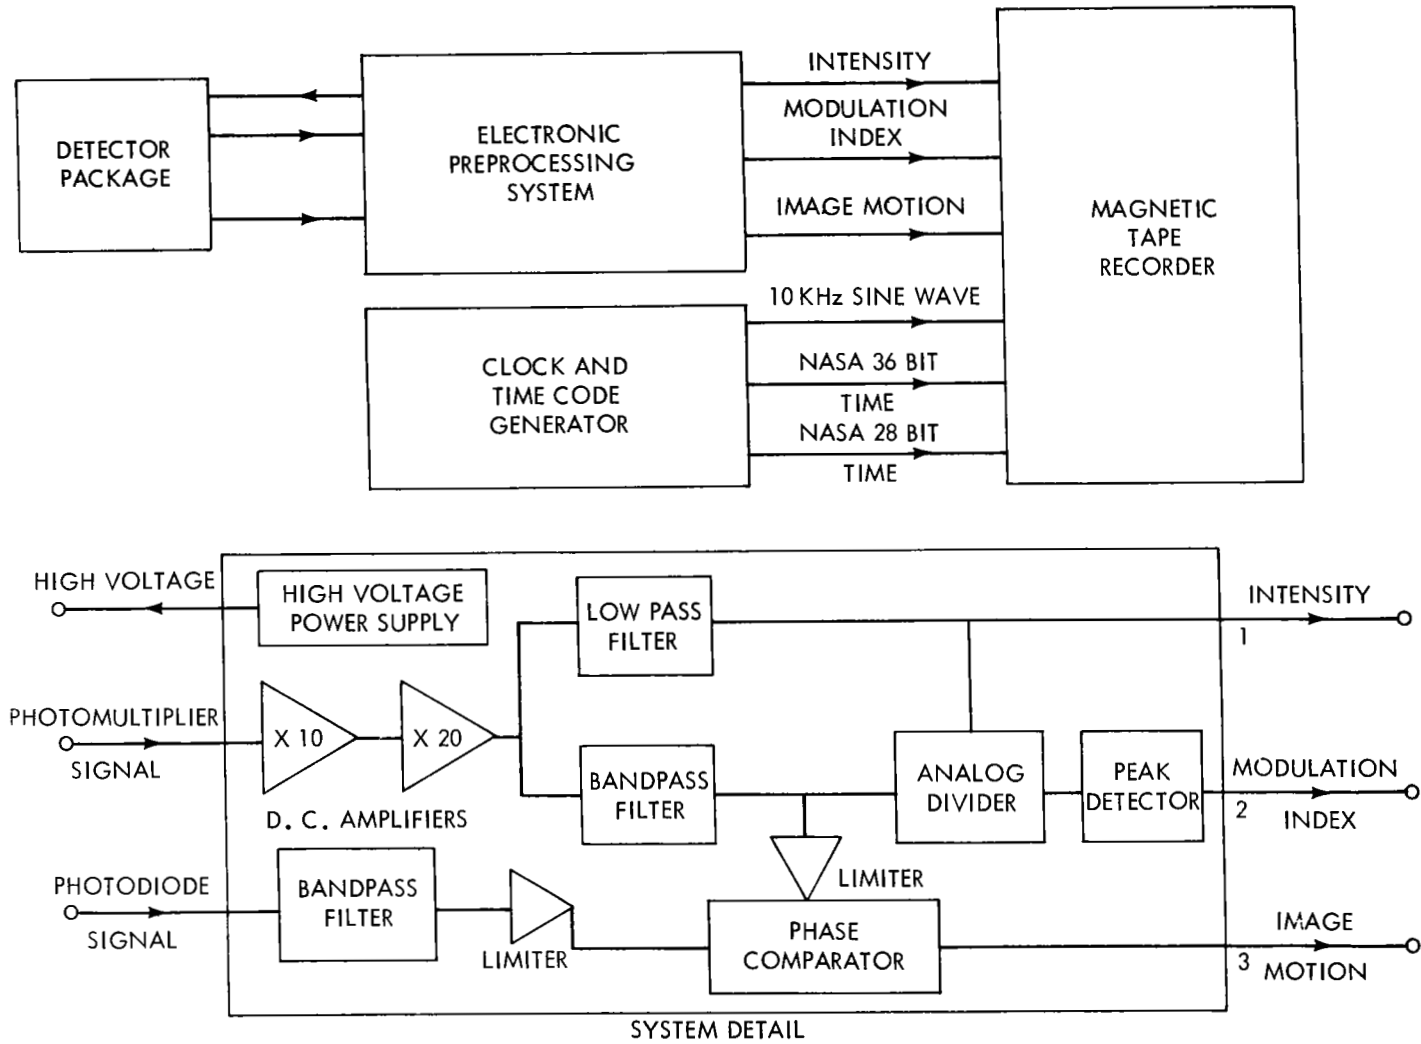 DETECTOR
PACKAGE
ELECTRONIC
PREPROCESSING
SYSTEM
INTENSITY
MODULATION
INDEX
IMAGE MOTION
MAGNETIC
TAPE
RECORDER
CLOCK AND
TIME CODE
GENERATOR
10 KHz SINE WAVE
NASA 36 BIT
TIME
NASA 28 BIT
TIME
HIGH VOLTAGE
HIGH VOLTAGE
POWER SUPPLY
LOW PASS
FILTER
INTENSITY
1
PHOTOMULTIPLIER
SIGNAL
X 10
X 20
D. C. AMPLIFIERS
BANDPASS
FILTER
ANALOG
DIVIDER
PEAK
DETECTOR
MODULATION
2
INDEX
PHOTODIODE
SIGNAL
BANDPASS
FILTER
LIMITER
LIMITER
PHASE
COMPARATOR
IMAGE
3
MOTION
SYSTEM DETAIL